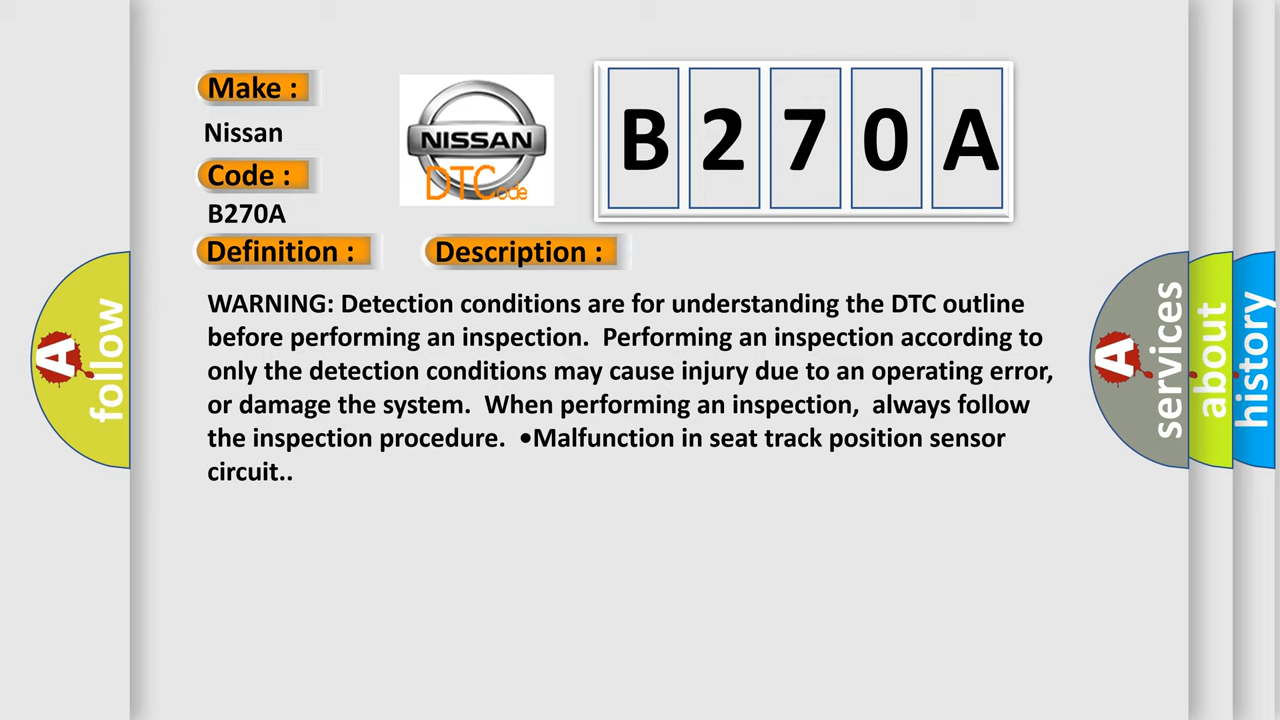 Make :
Nissan
Code :
B270A
Definition :
Description :
NISSAN
DTCode
B270A
WARNING: Detection conditions are for understanding the DTC outline
before performing an inspection. Performing an inspection according to
only the detection conditions may cause injury due to an operating error,
or damage the system. When performing an inspection, always follow
the inspection procedure. •Malfunction in seat track position sensor
circuit..
A follow
A services
about
history